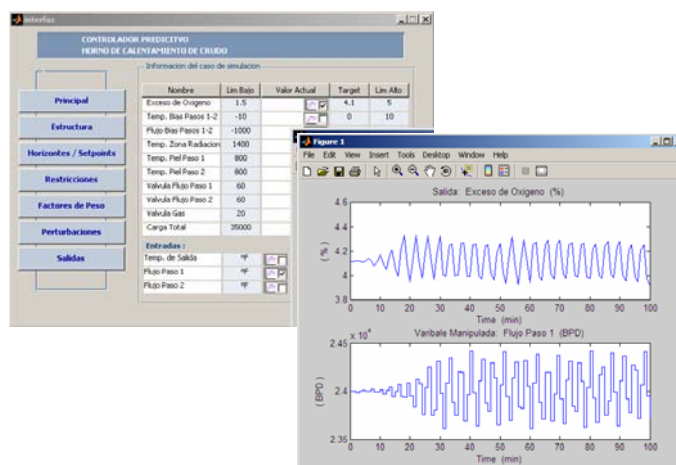 interfaz
CONTROLADOR PREDICITVO
HORNO DE CALENTAMIENTO DE CRUDO
Informacion del caso de simulacion
Nombre Lim Bajo Valor Actual Target Lim Alto
Exceso de Oxigeno 1.5 4.1 5
Temp. Bias Pasos 1-2 -10 0 10
Flujo Bias Pasos 1-2 -1000
Temp. Zona Radiacion 1400
Temp. Piel Paso 1 800
Temp. Piel Paso 2 800
Valvula Flujo Paso 1 60
Valvula Flujo Paso 2 60
Valvula Gas 20
Carga Total 35000
Entradas :
Temp. de Salida ºF
Flujo Paso 1 ºF
Flujo Paso 2 ºF
Principal
Estructura
Horizontes / Setpoints
Restricciones
Factores de Peso
Perturbaciones
Salidas
Figure 1
File Edit View Insert Tools Desktop Window Help
Salida: Exceso de Oxigeno (%)
4.6
4.4
4.2
4
3.8
( % )
0 10 20 30 40 50 60 70 80 90 100
Time (min)
Varibale Manipulada: Flujo Paso 1 (BPD)
x 10⁴
2.45
2.4
2.35
( BPD )
0 10 20 30 40 50 60 70 80 90 100
Time (min)